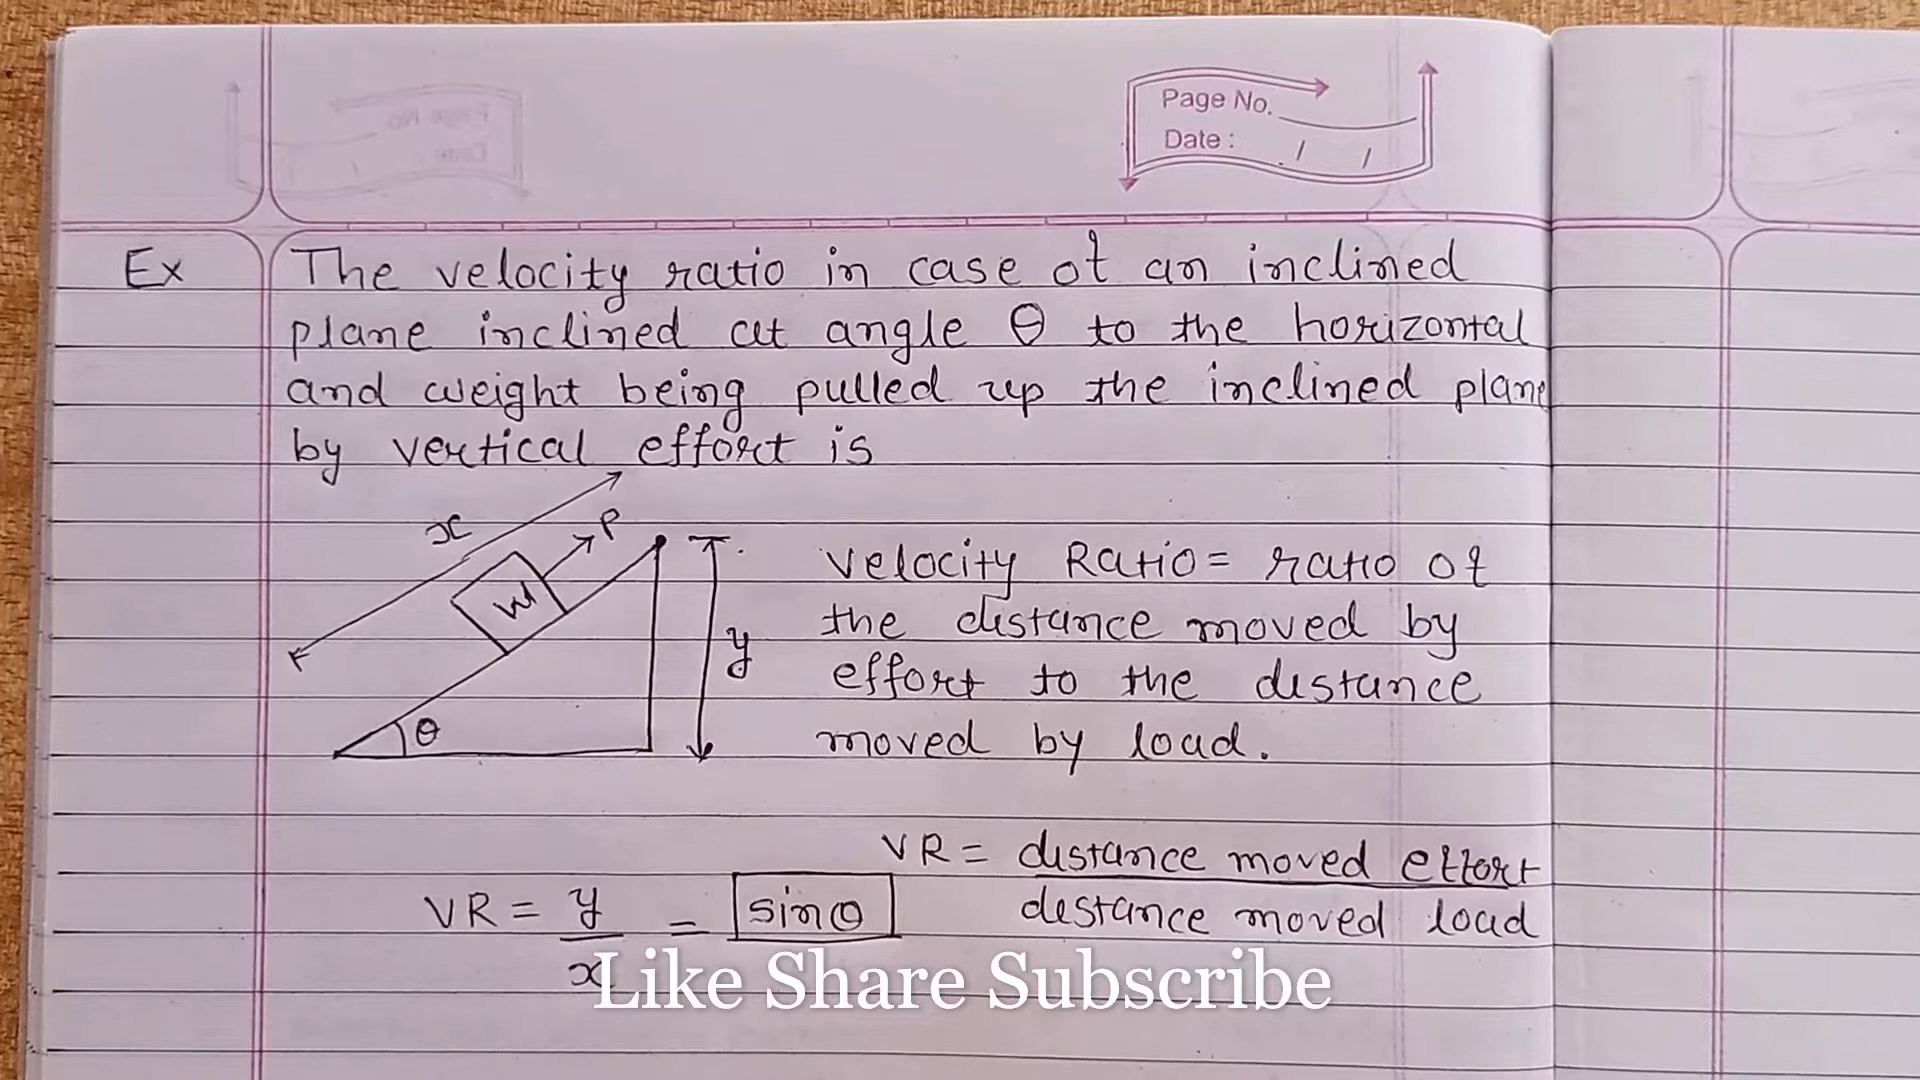 Page No.
Date : / /
Ex The velocity ratio in case of an inclined
plane inclined at angle θ to the horizontal
and weight being pulled up the inclined plane
by vertical effort is
x
P
W
y
θ
Velocity Ratio = ratio of
the distance moved by
effort to the distance
moved by load.
VR = distance moved effort
distance moved load
VR = y = sinθ
x
Like Share Subscribe